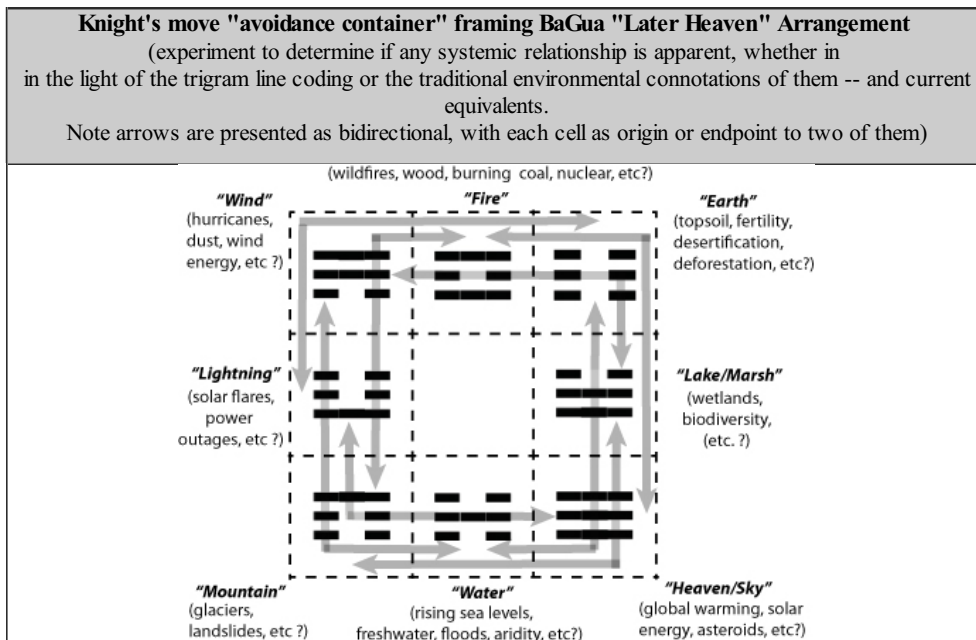 Knight's move "avoidance container" framing BaGua "Later Heaven" Arrangement
(experiment to determine if any systemic relationship is apparent, whether in
in the light of the trigram line coding or the traditional environmental connotations of them -- and current
equivalents.
Note arrows are presented as bidirectional, with each cell as origin or endpoint to two of them)
(wildfires, wood, burning coal, nuclear, etc?)
"Wind"
(hurricanes,
dust, wind
energy, etc ?)
"Fire"
"Earth"
(topsoil, fertility,
desertification,
deforestation,
etc?)
"Lightning"
(solar flares,
power
outages, etc ?)
"Lake/Marsh"
(wetlands,
biodiversity,
(etc. ?)
"Mountain"
(glaciers,
landslides, etc ?)
"Water"
(rising sea levels,
freshwater, floods, aridity, etc?)
"Heaven/Sky"
(global warming, solar
energy, asteroids, etc?)